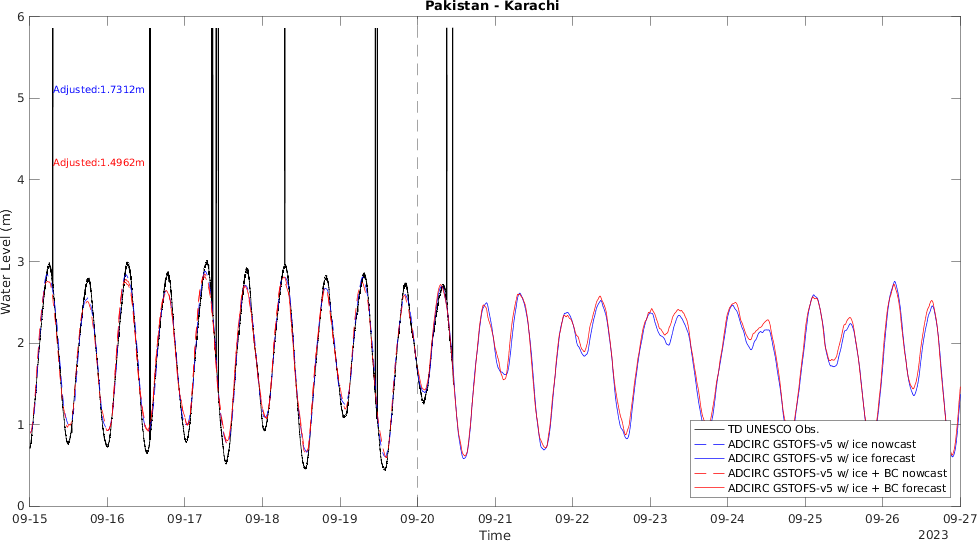 Pakistan - Karachi
6
5
4
3
2
1
0
Water Level (m)
Adjusted:1.7312m
Adjusted:1.4962m
TD UNESCO Obs.
ADCIRC GSTOFS-v5 w/ ice nowcast
ADCIRC GSTOFS-v5 w/ ice forecast
ADCIRC GSTOFS-v5 w/ ice + BC nowcast
ADCIRC GSTOFS-v5 w/ ice + BC forecast
09-15 09-16 09-17 09-18 09-19 09-20 09-21 09-22 09-23 09-24 09-25 09-26 09-27
Time
2023